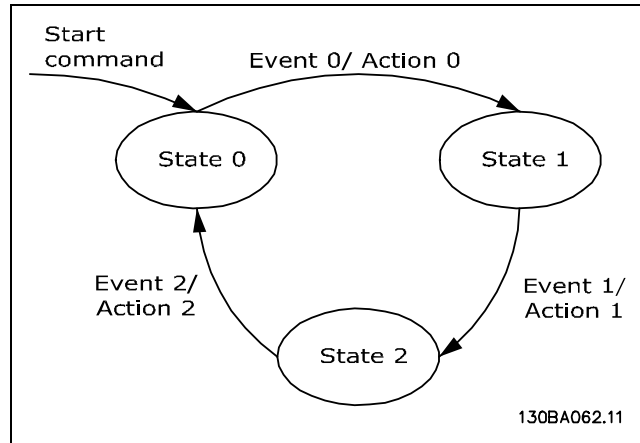 Start
command
Event 0/ Action 0
State 0
State 1
Event 2/
Action 2
Event 1/
Action 1
State 2
130BA062.11